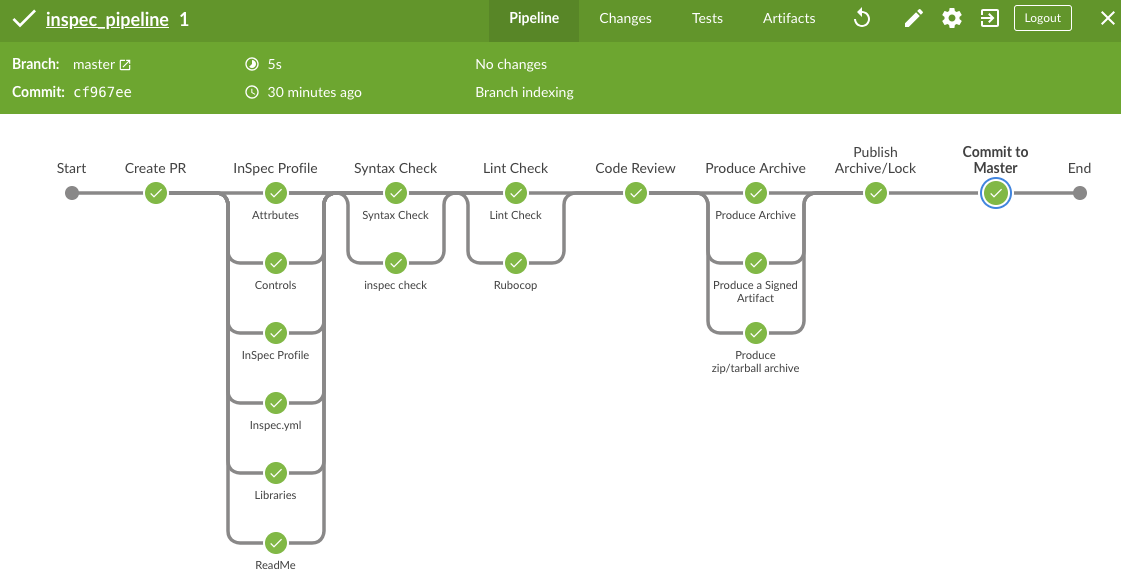 inspec_pipeline 1
Pipeline
Changes
Tests
Artifacts
Logout
Branch: master
5s
No changes
Commit: cf967ee
30 minutes ago
Branch indexing
Start
Create PR
InSpec Profile
Syntax Check
Lint Check
Code Review
Produce Archive
Publish
Archive/Lock
Commit to
Master
End
Attrbutes
Syntax Check
Lint Check
Produce Archive
Controls
inspec check
Rubocop
Produce a Signed
Artifact
InSpec Profile
Produce
zip/tarball archive
Inspec.yml
Libraries
ReadMe